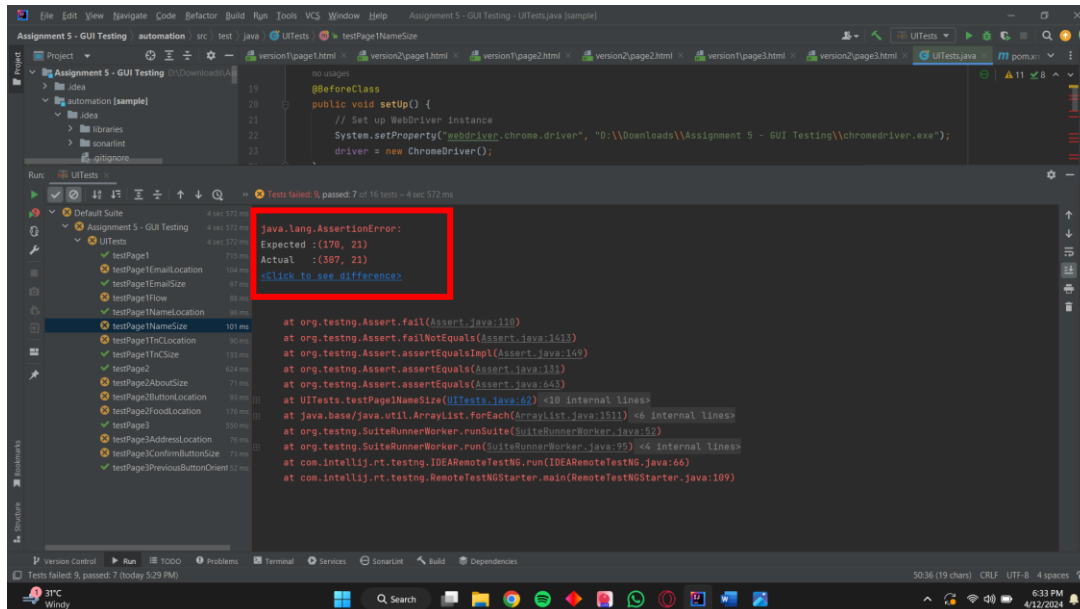 File Edit View Navigate Code Refactor Build Run Tools VCS Window Help Assignment 5 - GUI Testing - UITests.java [sample]
Assignment 5 - GUI Testing automation src test java UITests testPage1NameSize UITests
Project version1\page1.html version2\page1.html version1\page2.html version2\page2.html version1\page3.html version2\page3.html UITests.java pom.xml
Project
Assignment 5 - GUI Testing D:\Downloads\As
.idea
automation [sample]
.idea
libraries
sonarlint
.gitignore
no usages
19 @BeforeClass
20 public void setUp() {
21 // Set up WebDriver instance
22 System.setProperty("webdriver.chrome.driver", "D:\\Downloads\\Assignment 5 - GUI Testing\\chromedriver.exe");
23 driver = new ChromeDriver();
11 8
Run: UITests
Tests failed: 9, passed: 7 of 16 tests – 4 sec 572 ms
Default Suite 4 sec 572 ms
Assignment 5 - GUI Testing 4 sec 572 ms
UITests 4 sec 572 ms
testPage1 715 ms
testPage1EmailLocation 104 ms
testPage1EmailSize 97 ms
testPage1Flow 88 ms
testPage1NameLocation 98 ms
testPage1NameSize 101 ms
testPage1TnCLocation 90 ms
testPage1TnCSize 133 ms
testPage2 624 ms
testPage2AboutSize 71 ms
testPage2ButtonLocation 93 ms
testPage2FoodLocation 176 ms
testPage3 550 ms
testPage3AddressLocation 76 ms
testPage3ConfirmButtonSize 73 ms
testPage3PreviousButtonOrient 52 ms
java.lang.AssertionError:
Expected :(170, 21)
Actual :(307, 21)
<Click to see difference>
at org.testng.Assert.fail(Assert.java:110)
at org.testng.Assert.failNotEquals(Assert.java:1413)
at org.testng.Assert.assertEqualsImpl(Assert.java:149)
at org.testng.Assert.assertEquals(Assert.java:131)
at org.testng.Assert.assertEquals(Assert.java:643)
at UITests.testPage1NameSize(UITests.java:62) <10 internal lines>
at java.base/java.util.ArrayList.forEach(ArrayList.java:1511) <6 internal lines>
at org.testng.SuiteRunnerWorker.runSuite(SuiteRunnerWorker.java:52)
at org.testng.SuiteRunnerWorker.run(SuiteRunnerWorker.java:95) <4 internal lines>
at com.intellij.rt.testng.IDEARemoteTestNG.run(IDEARemoteTestNG.java:66)
at com.intellij.rt.testng.RemoteTestNGStarter.main(RemoteTestNGStarter.java:109)
Bookmarks
Structure
Version Control Run TODO Problems Terminal Services SonarLint Build Dependencies
Tests failed: 9, passed: 7 (today 5:29 PM) 50:36 (19 chars) CRLF UTF-8 4 spaces
1 31°C
Windy
Search
6:33 PM
4/12/2024